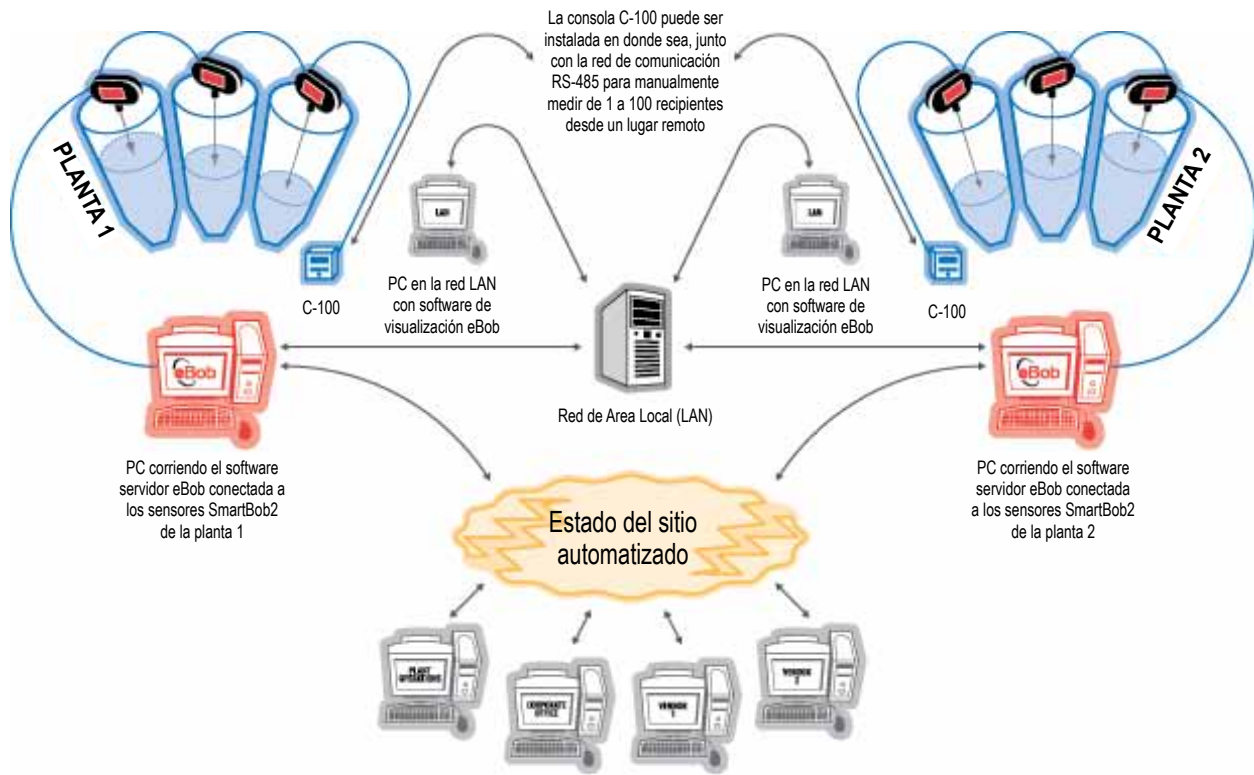 La consola C-100 puede ser
instalada en donde sea, junto
con la red de comunicación
RS-485 para manualmente
medir de 1 a 100 recipientes
desde un lugar remoto
PLANTA 1
PLANTA 2
LAN
LAN
C-100
PC en la red LAN
con software de
visualización eBob
PC en la red LAN
con software de
visualización eBob
C-100
eBob
eBob
Red de Area Local (LAN)
PC corriendo el software
servidor eBob conectada a
los sensores SmartBob2
de la planta 1
PC corriendo el software
servidor eBob conectada
a los sensores SmartBob2
de la planta 2
Estado del sitio
automatizado
PLANT
OPERATIONS
CORPORATE
OFFICE
VENDOR
1
VENDOR
2